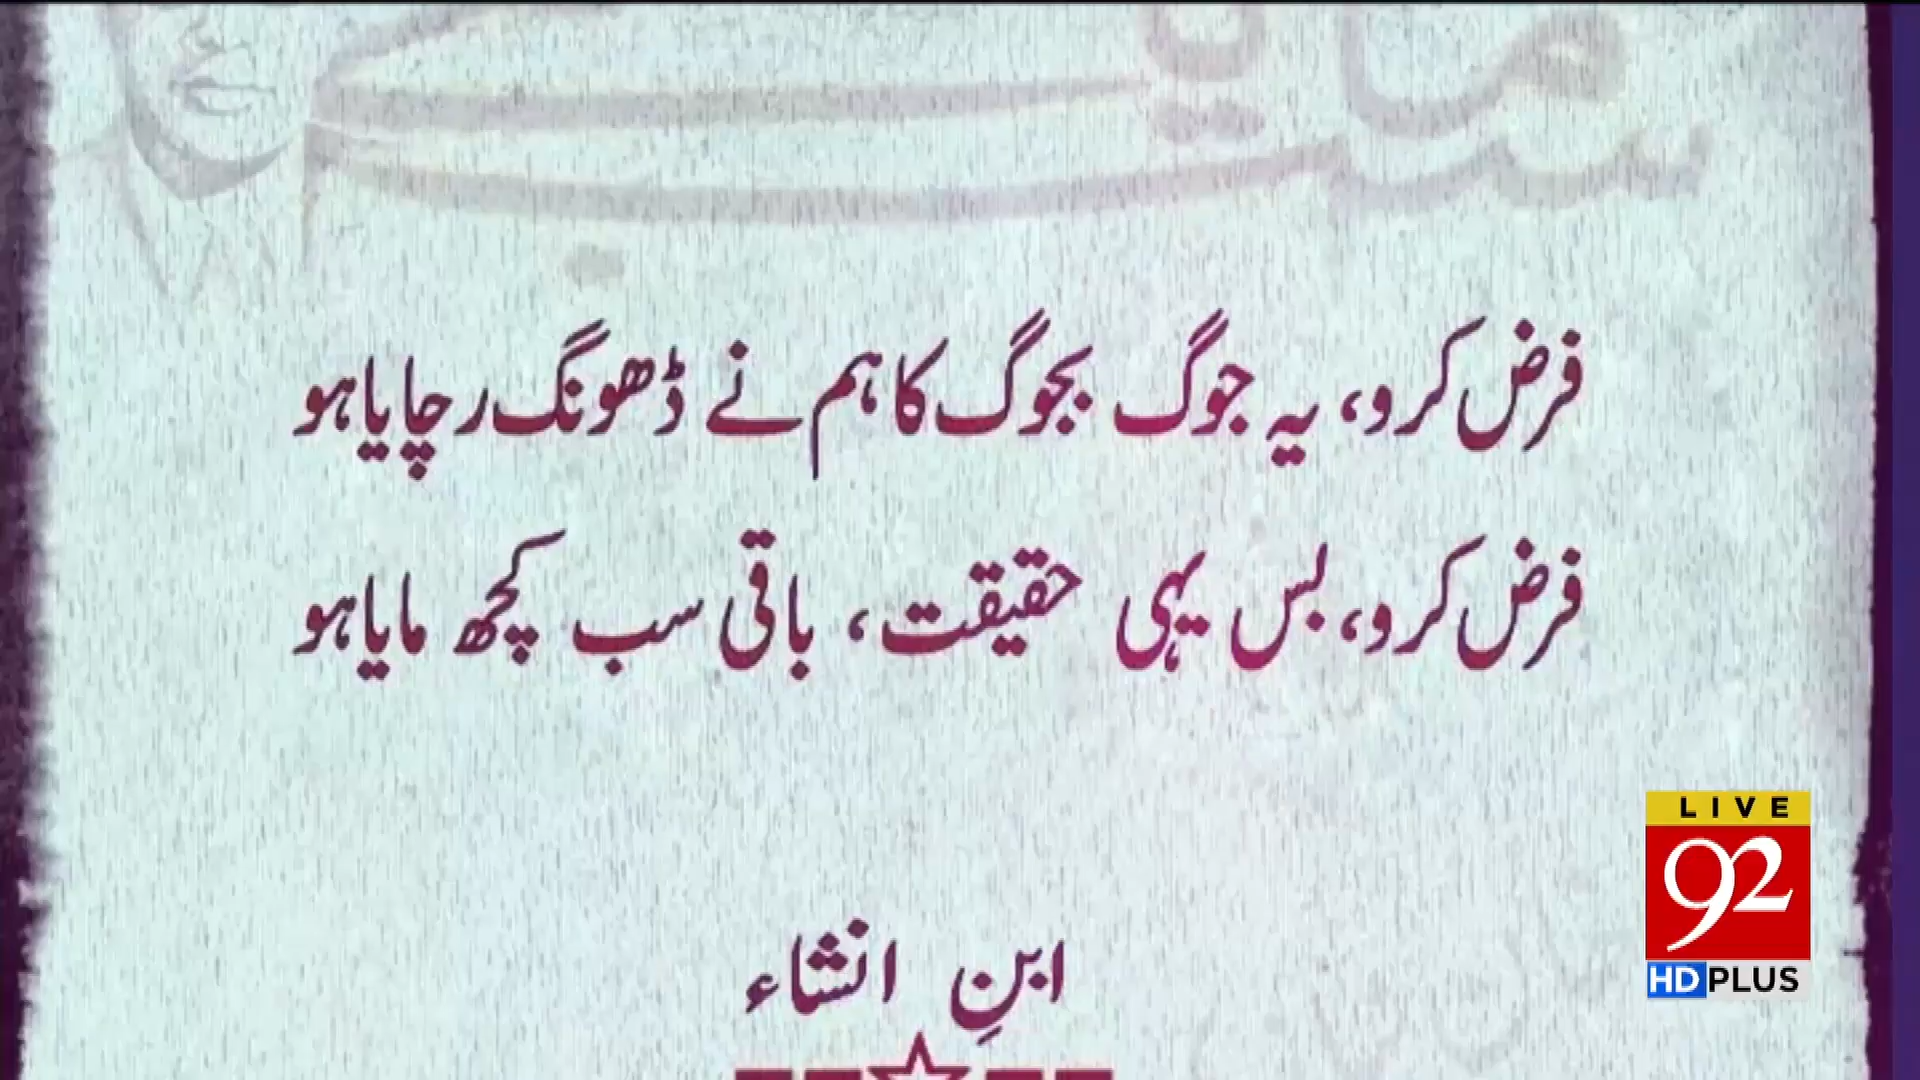 فرض کرو، یہ جوگ بجوگ کا ہم نے ڈھونگ رچایا ہو
فرض کرو، بس یہی حقیقت، باقی سب کچھ مایا ہو
ابنِ انشاء
LIVE
92
HD PLUS